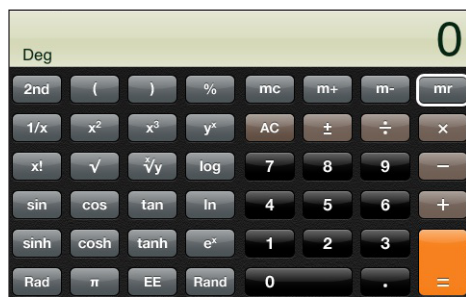 0
Deg
2nd ( ) % mc m+ m- mr
1/x x² x³ yˣ AC ± ÷ ×
x! √ ˣ√y log 7 8 9 −
sin cos tan ln 4 5 6 +
sinh cosh tanh eˣ 1 2 3
Rad π EE Rand 0 . =